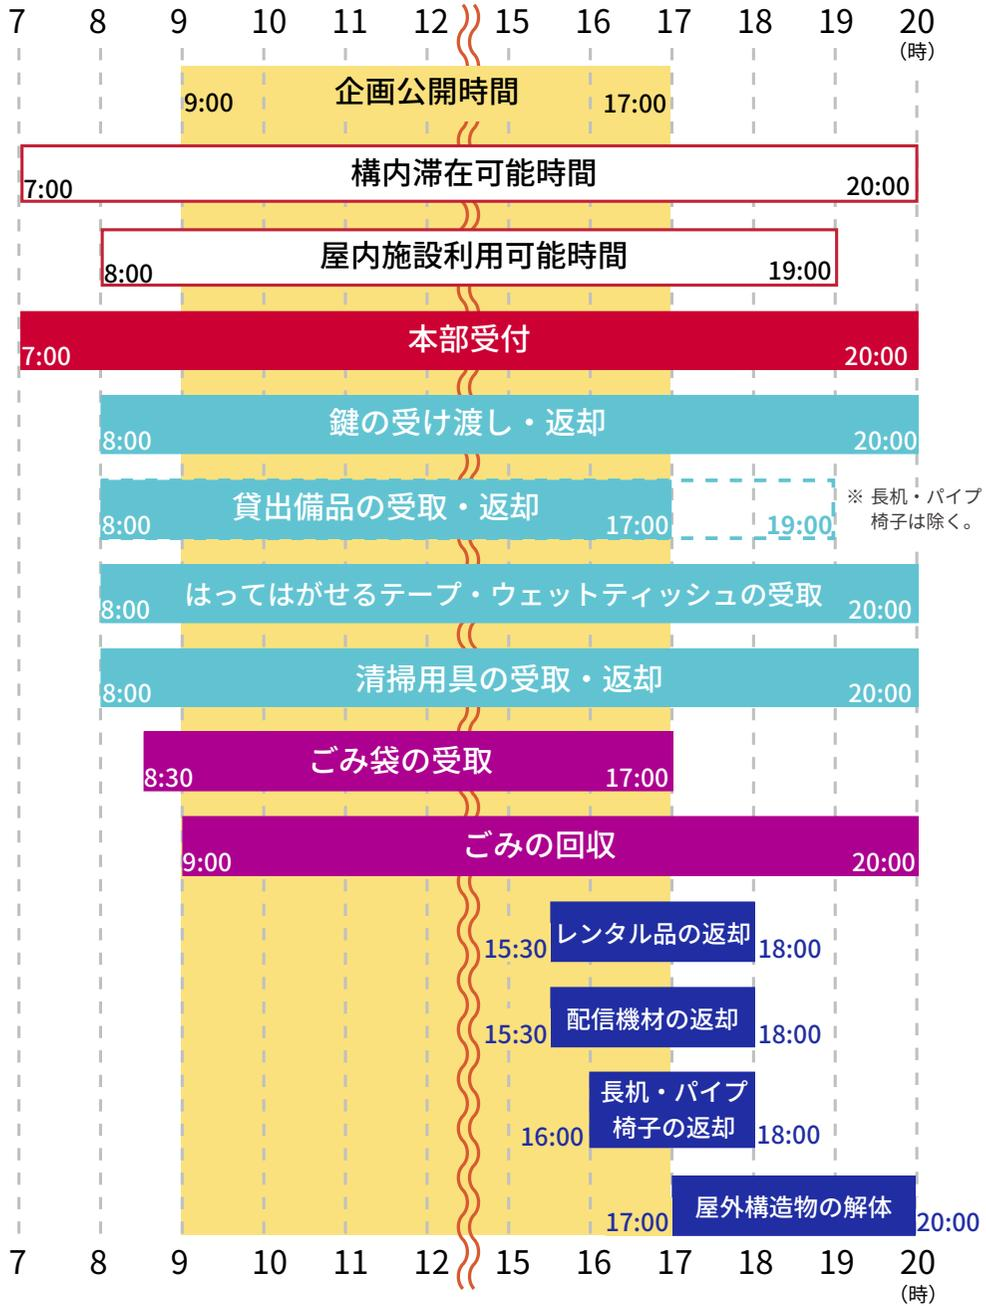 7 8 9 10 11 12 15 16 17 18 19 20
(時)
企画公開時間
9:00 17:00
構内滞在可能時間
7:00 20:00
屋内施設利用可能時間
8:00 19:00
本部受付
7:00 20:00
鍵の受け渡し・返却
8:00 20:00
貸出備品の受取・返却
8:00 17:00 19:00
※ 長机・パイプ
椅子は除く。
はってはがせるテープ・ウェットティッシュの受取
8:00 20:00
清掃用具の受取・返却
8:00 20:00
ごみ袋の受取
8:30 17:00
ごみの回収
9:00 20:00
レンタル品の返却
15:30 18:00
配信機材の返却
15:30 18:00
長机・パイプ
椅子の返却
16:00 18:00
屋外構造物の解体
17:00 20:00
7 8 9 10 11 12 15 16 17 18 19 20
(時)